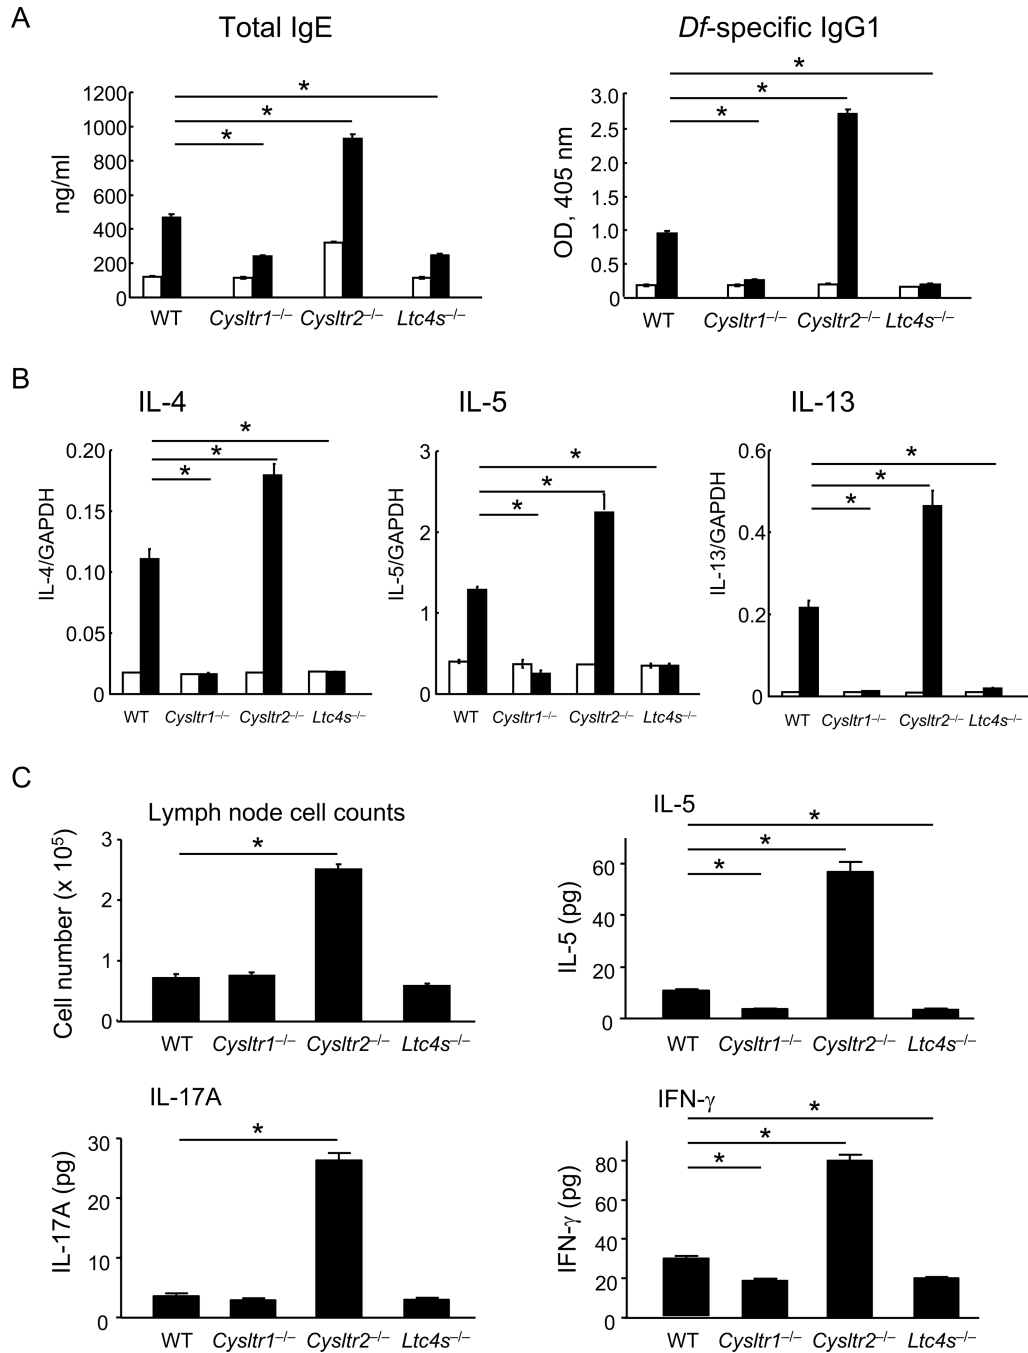 A
Total IgE
Df-specific IgG1
*
*
*
1200
1000
800
600
400
200
0
ng/ml
WT Cysltr1–/– Cysltr2–/– Ltc4s–/–
*
*
*
3.0
2.5
2.0
1.5
1.0
0.5
0
OD, 405 nm
WT Cysltr1–/– Cysltr2–/– Ltc4s–/–
B
IL-4
IL-5
IL-13
*
*
*
0.20
0.15
0.10
0.05
0
IL-4/GAPDH
WT Cysltr1–/– Cysltr2–/– Ltc4s–/–
*
*
*
3
2
1
0
IL-5/GAPDH
WT Cysltr1–/– Cysltr2–/– Ltc4s–/–
*
*
*
0.6
0.4
0.2
0
IL-13/GAPDH
WT Cysltr1–/– Cysltr2–/– Ltc4s–/–
C
Lymph node cell counts
*
3
2
1
0
Cell number (x 10⁵)
WT Cysltr1–/– Cysltr2–/– Ltc4s–/–
IL-5
*
*
*
60
40
20
0
IL-5 (pg)
WT Cysltr1–/– Cysltr2–/– Ltc4s–/–
IL-17A
*
30
20
10
0
IL-17A (pg)
WT Cysltr1–/– Cysltr2–/– Ltc4s–/–
IFN-γ
*
*
*
80
60
40
20
0
IFN-γ (pg)
WT Cysltr1–/– Cysltr2–/– Ltc4s–/–